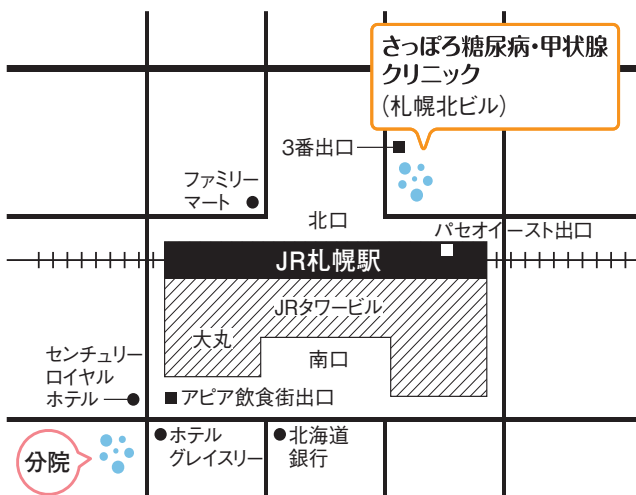 さっぽろ糖尿病・甲状腺
クリニック
(札幌北ビル)
3番出口
ファミリー
マート
北口
パセオイースト出口
JR札幌駅
JRタワービル
大丸
南口
センチュリー
ロイヤル
ホテル
アピア飲食街出口
分院
ホテル
グレイスリー
北海道
銀行